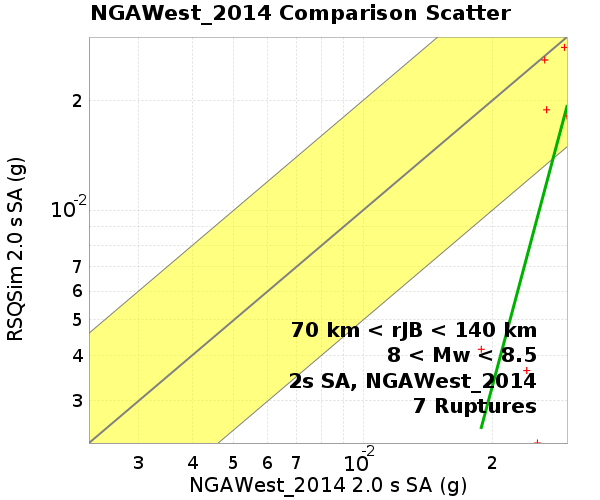 NGAWest_2014 Comparison Scatter
RSQSim 2.0 s SA (g)
2
10-2
7
6
5
4
3
70 km < rJB < 140 km
8 < Mw < 8.5
2s SA, NGAWest_2014
7 Ruptures
3 4 5 6 7 10-2 2
NGAWest_2014 2.0 s SA (g)